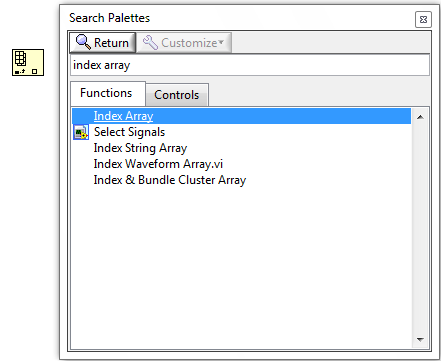 Search Palettes
Return Customize
index array
Functions Controls
Index Array
Select Signals
Index String Array
Index Waveform Array.vi
Index & Bundle Cluster Array